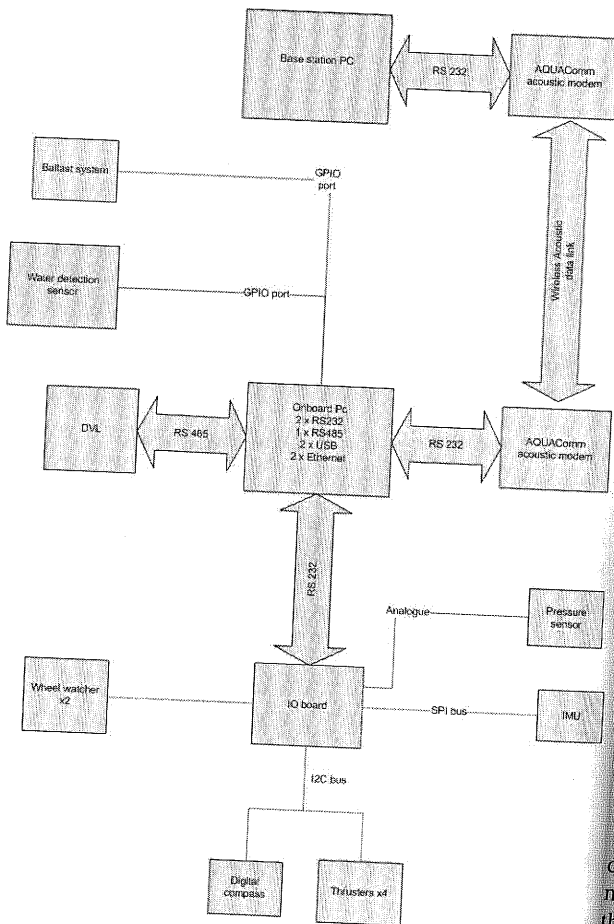 Base station PC
RS 232
AQUAComm
acoustic modem
Ballast system
GPIO
port
Wireless Acoustic
data link
Water detection
sensor
GPIO port
DVL
RS 485
Onboard Pc
2 x RS232
1 x RS485
2 x USB
2 x Ethernet
RS 232
AQUAComm
acoustic modem
RS 232
Analogue
Pressure
sensor
Wheel watcher
x2
IO board
SPI bus
IMU
I2C bus
Digital
compass
Thrusters x4